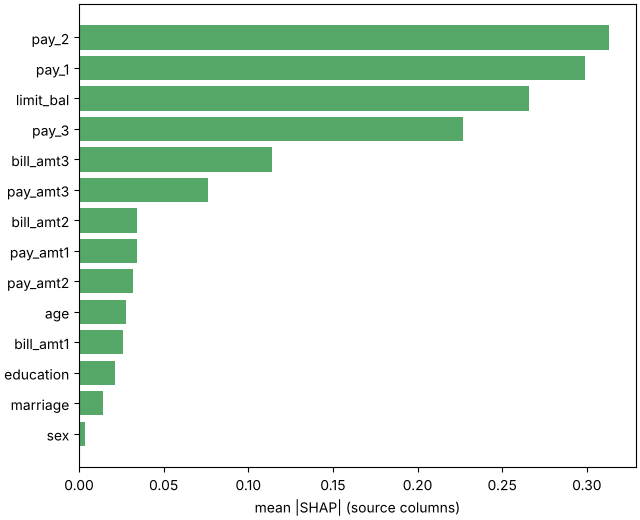 pay_2
pay_1
limit_bal
pay_3
bill_amt3
pay_amt3
bill_amt2
pay_amt1
pay_amt2
age
bill_amt1
education
marriage
sex
0.00 0.05 0.10 0.15 0.20 0.25 0.30
mean |SHAP| (source columns)